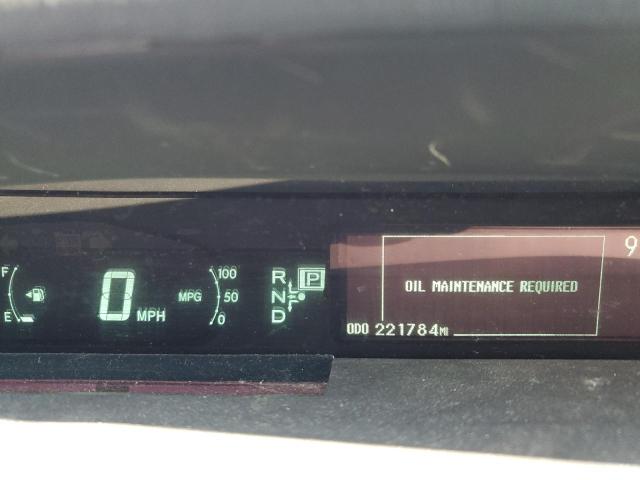 F
E
0 MPH
MPG
100
50
0
R
N
D
P
9
OIL MAINTENANCE REQUIRED
ODO 221784MI